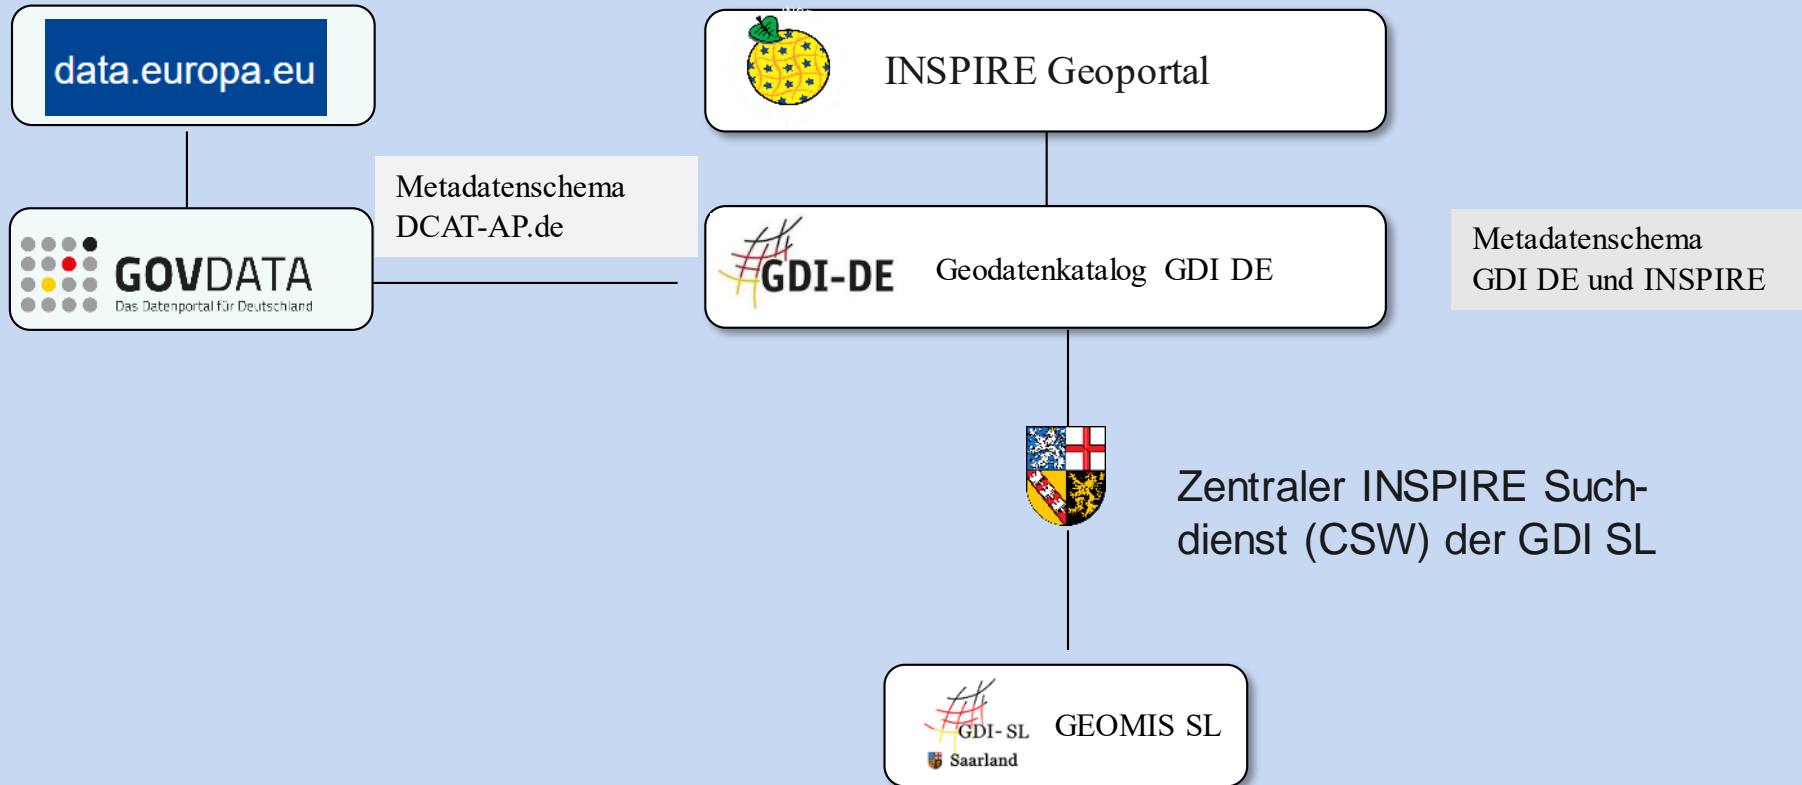 data.europa.eu
INSPIRE Geoportal
Metadatenschema
DCAT-AP.de
GOVDATA
Das Datenportal für Deutschland
GDI-DE
Geodatenkatalog GDI DE
Metadatenschema
GDI DE und INSPIRE
Zentraler INSPIRE Such-
dienst (CSW) der GDI SL
GDI-SL
Saarland
GEOMIS SL